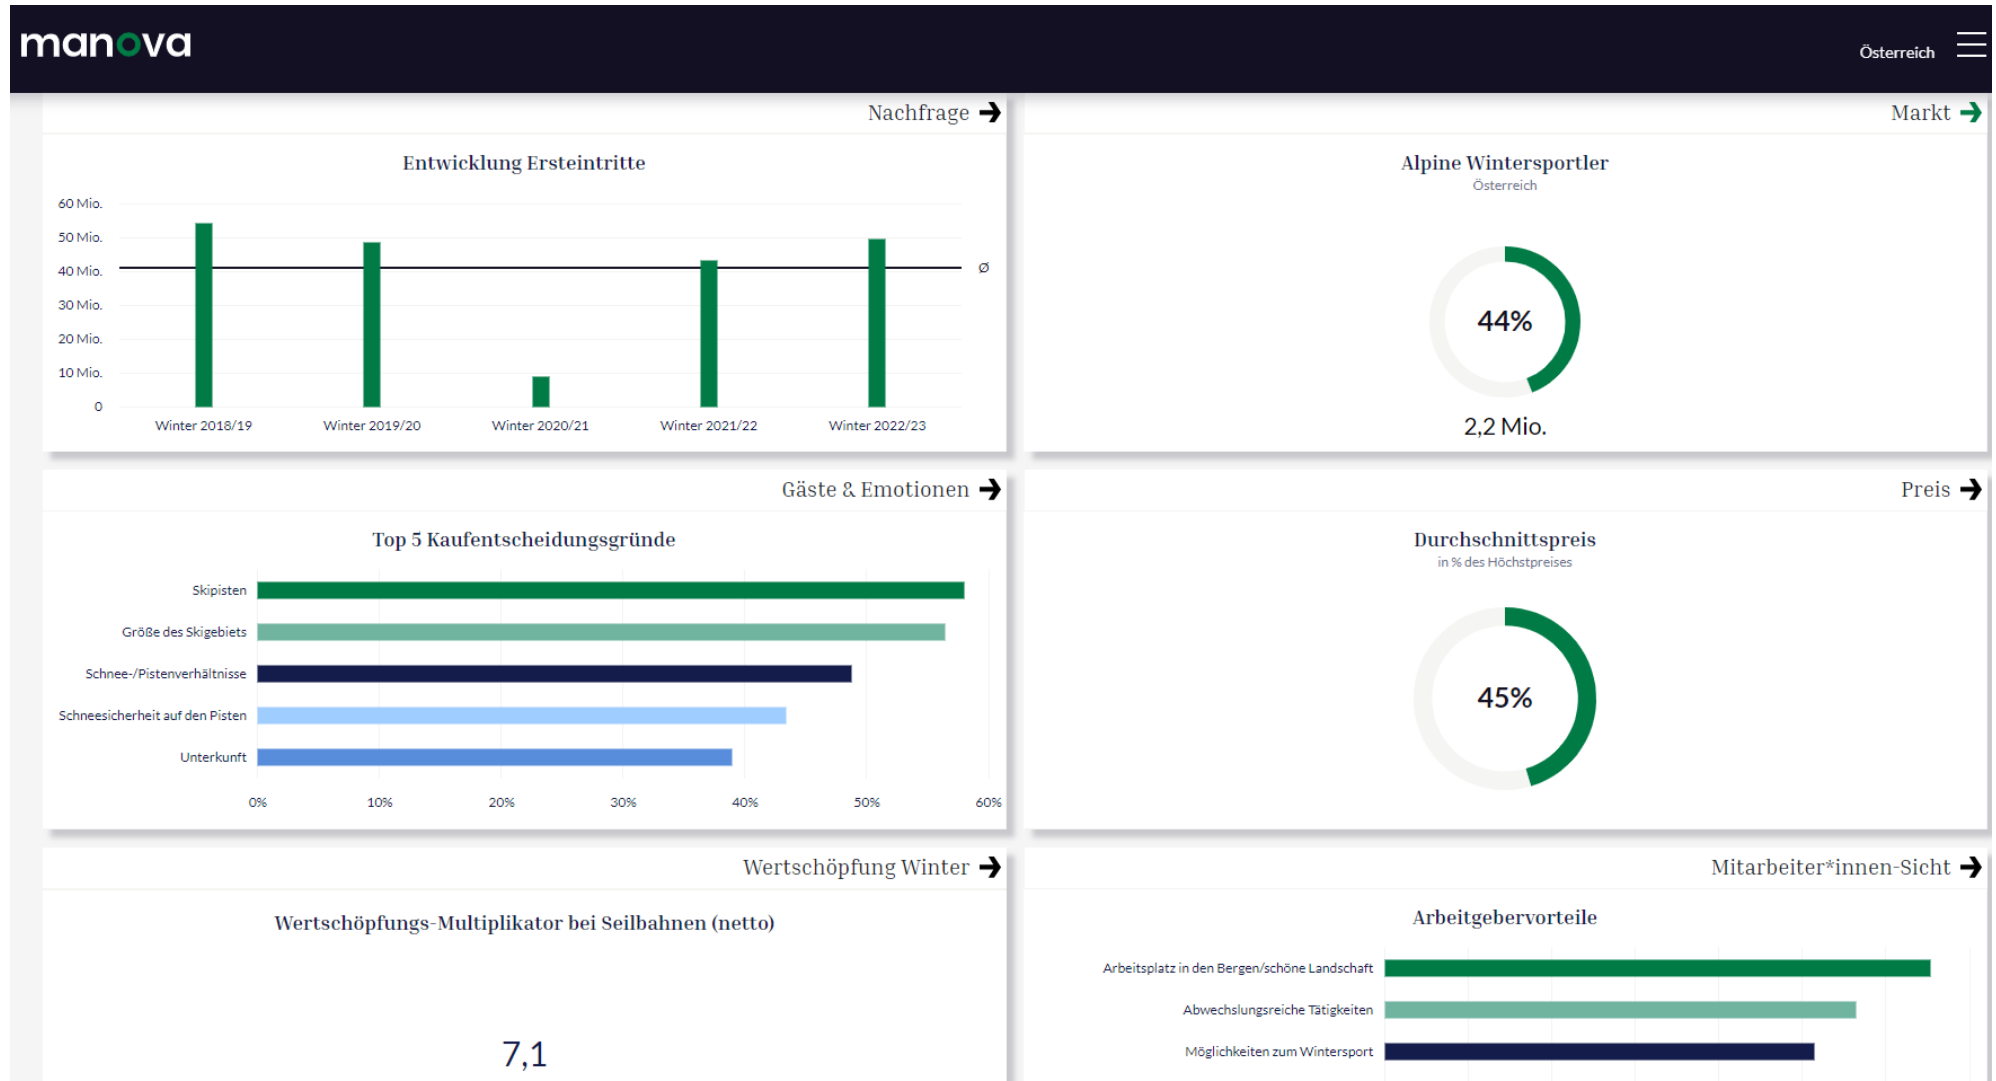 manova
Österreich
Nachfrage
Entwicklung Ersteintritte
60 Mio.
50 Mio.
40 Mio.
30 Mio.
20 Mio.
10 Mio.
0
Ø
Winter 2018/19
Winter 2019/20
Winter 2020/21
Winter 2021/22
Winter 2022/23
Markt
Alpine Wintersportler
Österreich
44%
2,2 Mio.
Gäste & Emotionen
Top 5 Kaufentscheidungsgründe
Skipisten
Größe des Skigebiets
Schnee-/Pistenverhältnisse
Schneesicherheit auf den Pisten
Unterkunft
0%
10%
20%
30%
40%
50%
60%
Preis
Durchschnittspreis
in % des Höchstpreises
45%
Wertschöpfung Winter
Wertschöpfungs-Multiplikator bei Seilbahnen (netto)
7,1
Mitarbeiter*innen-Sicht
Arbeitgebervorteile
Arbeitsplatz in den Bergen/schöne Landschaft
Abwechslungsreiche Tätigkeiten
Möglichkeiten zum Wintersport